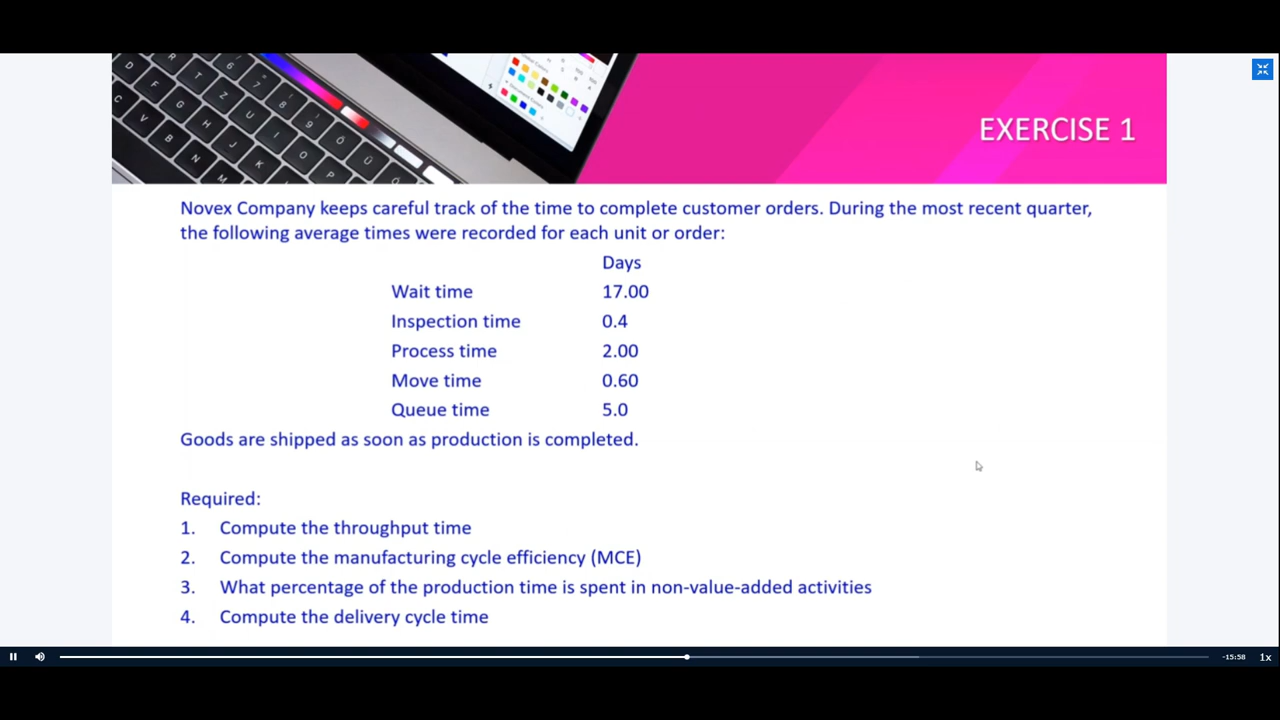 EXERCISE 1
Novex Company keeps careful track of the time to complete customer orders. During the most recent quarter,
the following average times were recorded for each unit or order:
Days
Wait time 17.00
Inspection time 0.4
Process time 2.00
Move time 0.60
Queue time 5.0
Goods are shipped as soon as production is completed.
Required:
1. Compute the throughput time
2. Compute the manufacturing cycle efficiency (MCE)
3. What percentage of the production time is spent in non-value-added activities
4. Compute the delivery cycle time
-15:58 1x